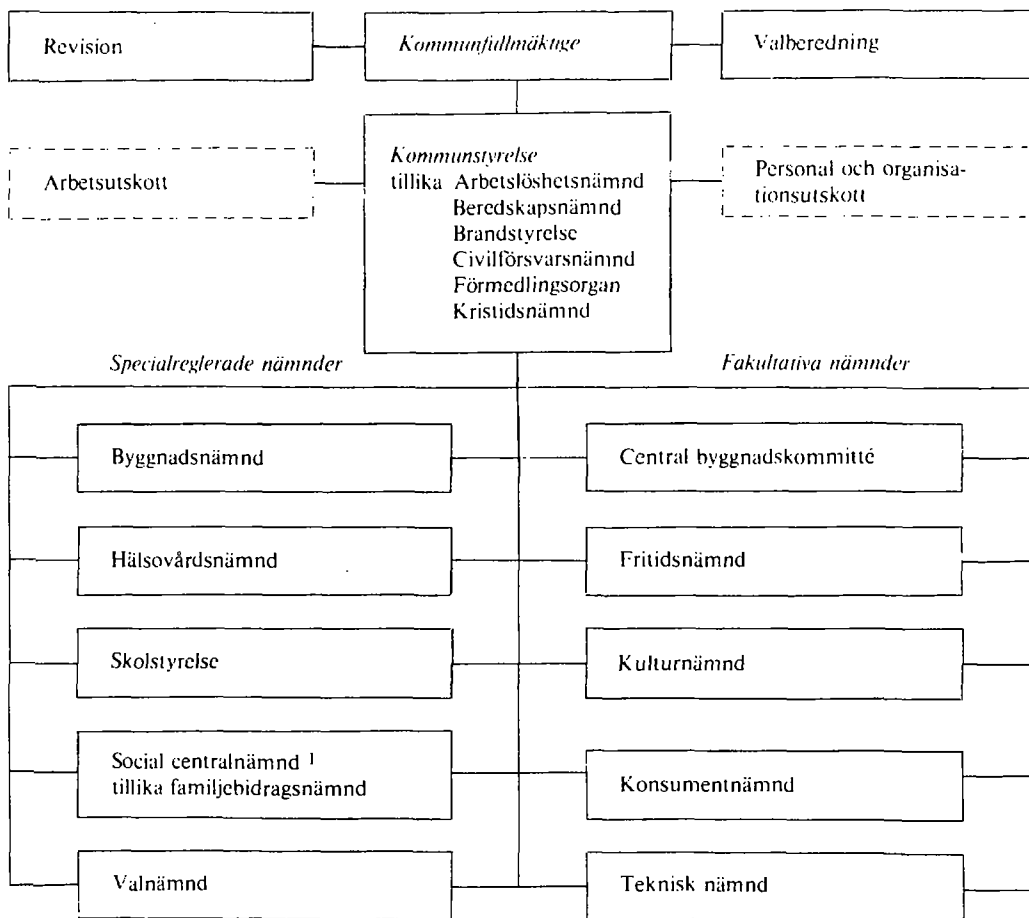 Revision
Kommunfullmäktige
Valberedning
Kommunstyrelse
tillika Arbetslöshetsnämnd
Beredskapsnämnd
Brandstyrelse
Civilförsvarsnämnd
Förmedlingsorgan
Kristidsnämnd
Arbetsutskott
Personal och organisa-
tionsutskott
Specialreglerade nämnder
Fakultativa nämnder
Byggnadsnämnd
Central byggnadskommitté
Hälsovårdsnämnd
Fritidsnämnd
Skolstyrelse
Kulturnämnd
Social centralnämnd 1
tillika familjebidragsnämnd
Konsumentnämnd
Valnämnd
Teknisk nämnd